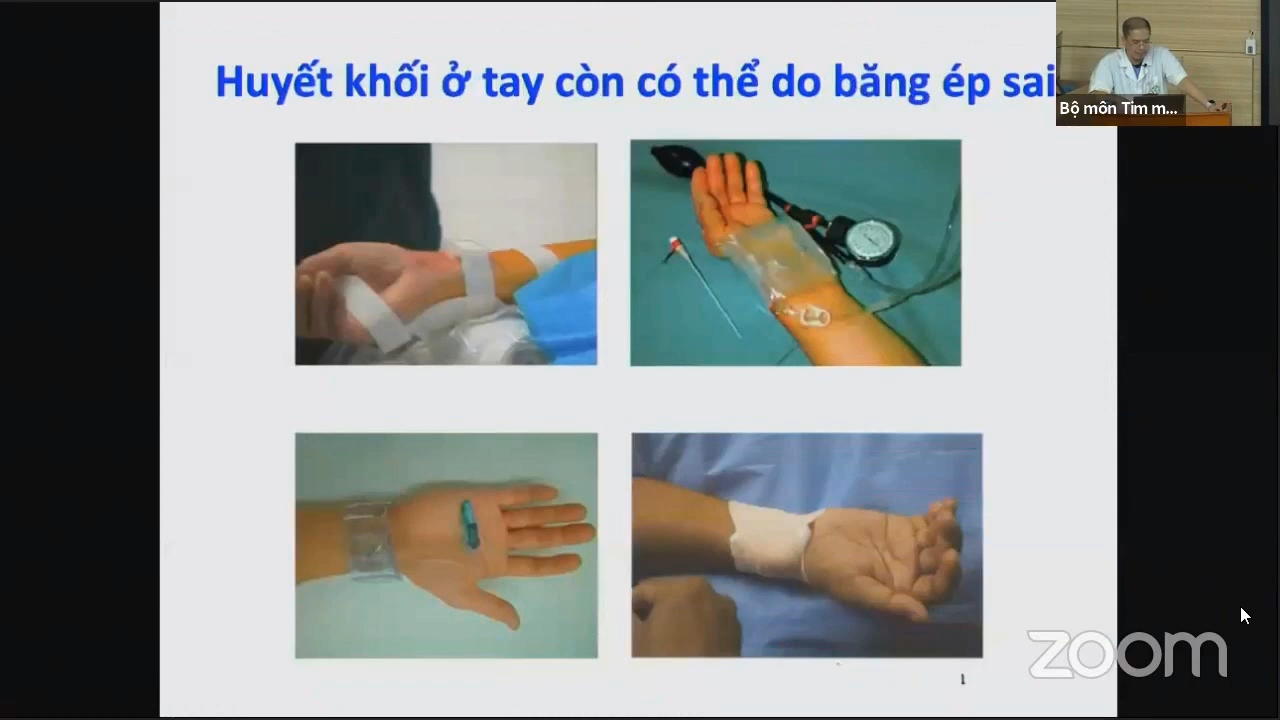 Huyết khối ở tay còn có thể do băng ép sai
Bộ môn Tim m...
zoom